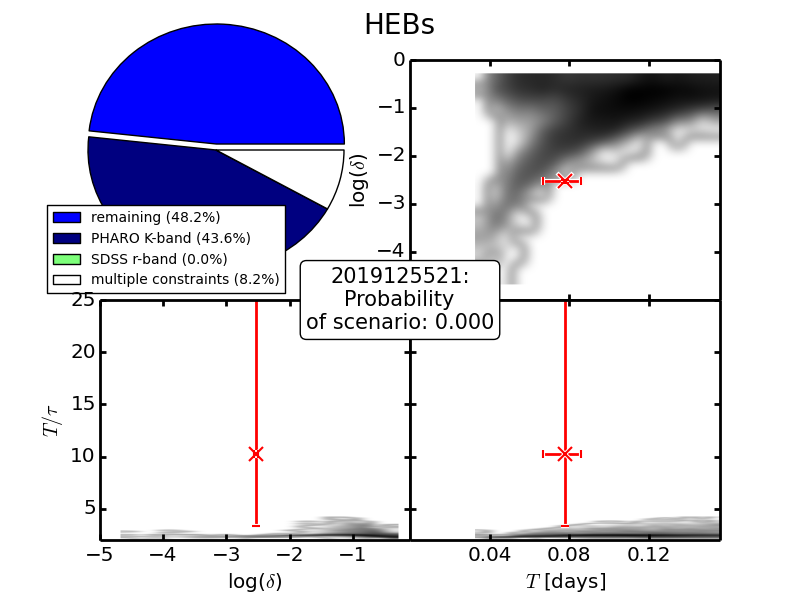 HEBs
remaining (48.2%)
PHARO K-band (43.6%)
SDSS r-band (0.0%)
multiple constraints (8.2%)
0
−1
−2
−3
−4
log(δ)
2019125521:
Probability
of scenario: 0.000
25
20
15
10
5
T/τ
−5 −4 −3 −2 −1
log(δ)
0.04 0.08 0.12
T [days]